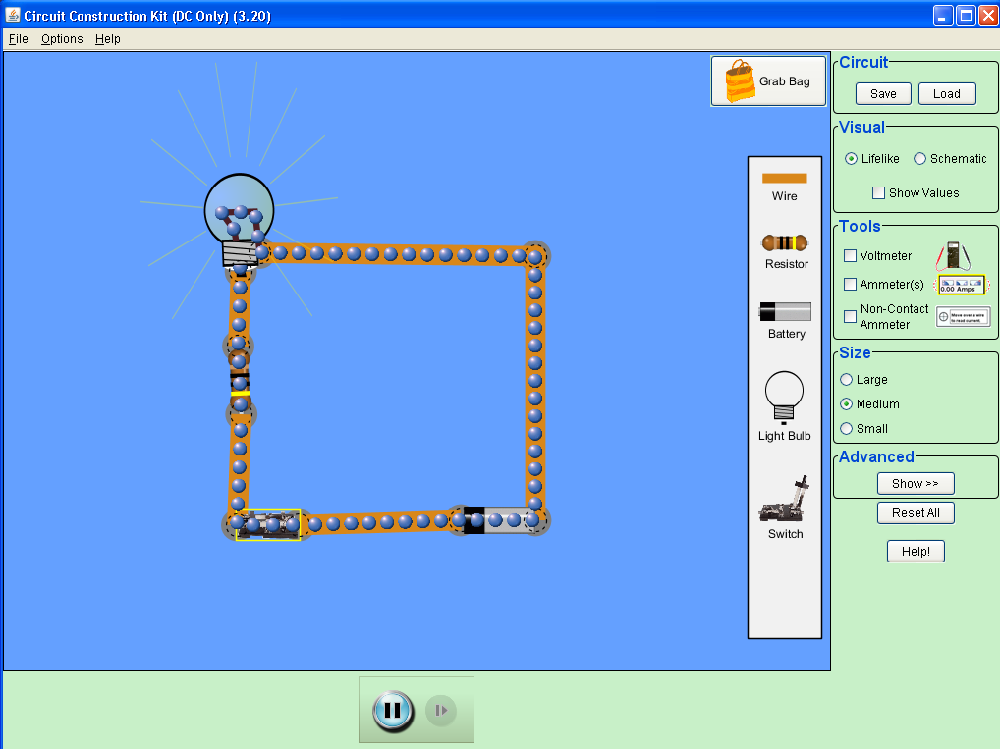 Circuit Construction Kit (DC Only) (3.20)
File Options Help
Grab Bag
Wire
Resistor
Battery
Light Bulb
Switch
Circuit
Save Load
Visual
Lifelike Schematic
Show Values
Tools
Voltmeter
Ammeter(s)
0.00 Amps
Non-Contact
Ammeter
Move over a wire
to read current.
Size
Large
Medium
Small
Advanced
Show >>
Reset All
Help!